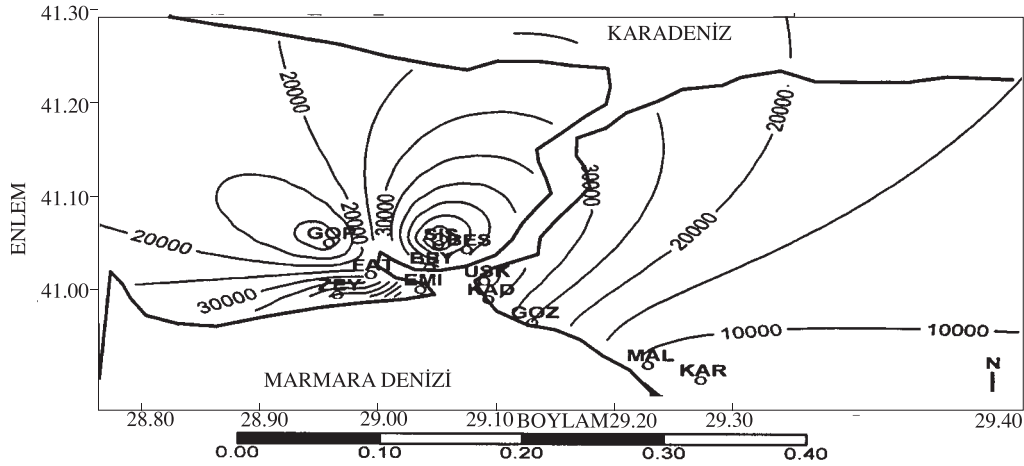 41.30
KARADENİZ
20000
20000
41.20
30000
ENLEM
41.10
20000
30000
20000
GOP
SIS
BES
20000
BEY
FAT
USK
EMI
ZEY
KAD
41.00
30000
GOZ
10000
10000
MAL
KAR
N
MARMARA DENİZİ
28.80 28.90 29.00 29.10 BOYLAM 29.20 29.30 29.40
0.00 0.10 0.20 0.30 0.40